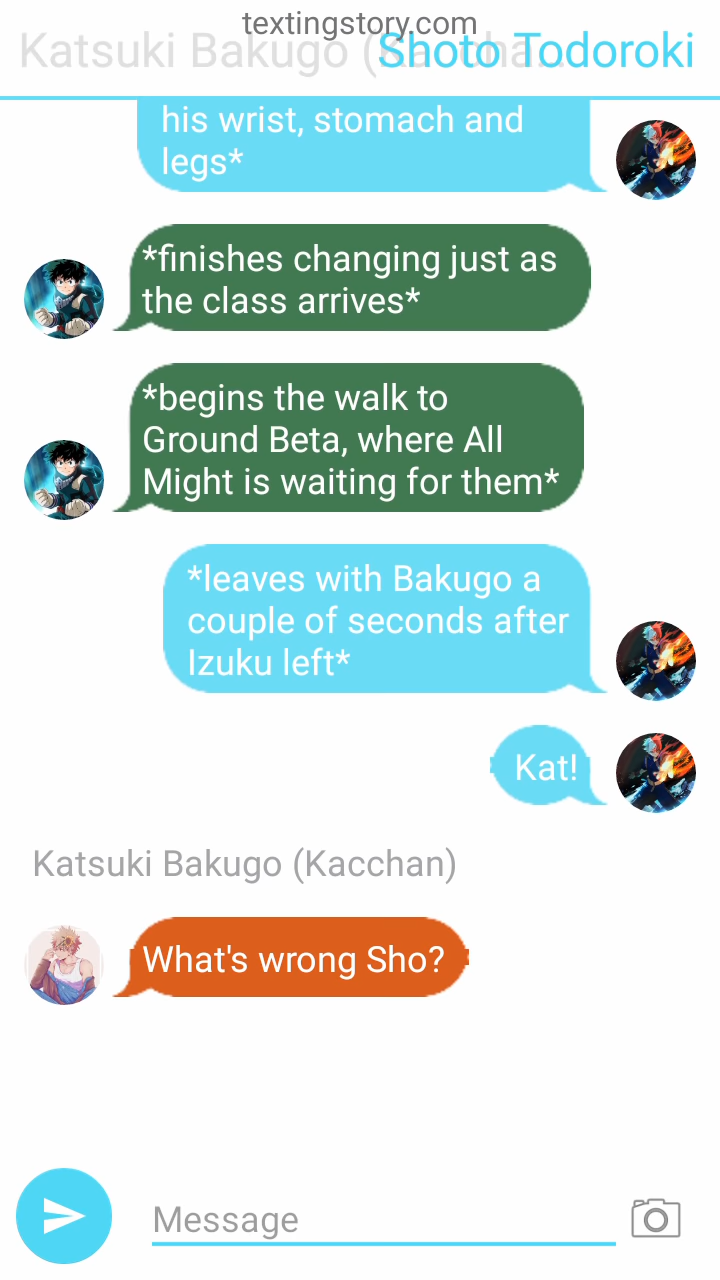 textingstory.com
Katsuki Bakugo (Kaccha...
Shoto Todoroki
his wrist, stomach and
legs*
*finishes changing just as
the class arrives*
*begins the walk to
Ground Beta, where All
Might is waiting for them*
*leaves with Bakugo a
couple of seconds after
Izuku left*
Kat!
Katsuki Bakugo (Kacchan)
What's wrong Sho?
Message